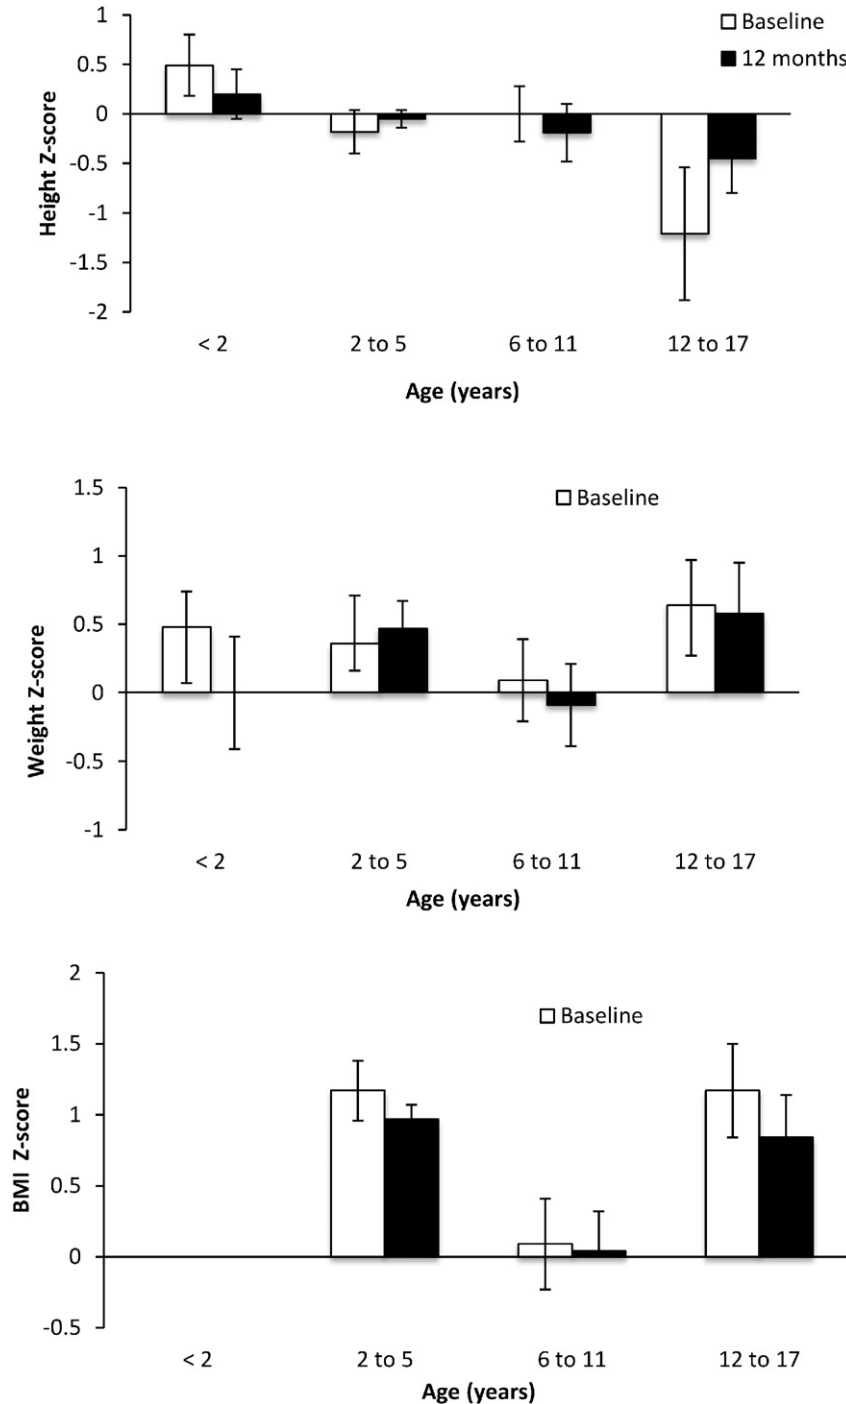 Baseline
12 months
Height Z-score
1
0.5
0
-0.5
-1
-1.5
-2
< 2
2 to 5
6 to 11
12 to 17
Age (years)
Baseline
Weight Z-score
1.5
1
0.5
0
-0.5
-1
< 2
2 to 5
6 to 11
12 to 17
Age (years)
Baseline
BMI Z-score
2
1.5
1
0.5
0
-0.5
< 2
2 to 5
6 to 11
12 to 17
Age (years)